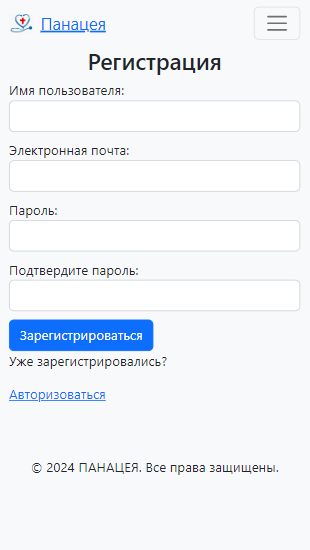 Панацея
Регистрация
Имя пользователя:
Электронная почта:
Пароль:
Подтвердите пароль:
Зарегистрироваться
Уже зарегистрировались?
Авторизоваться
© 2024 ПАНАЦЕЯ. Все права защищены.